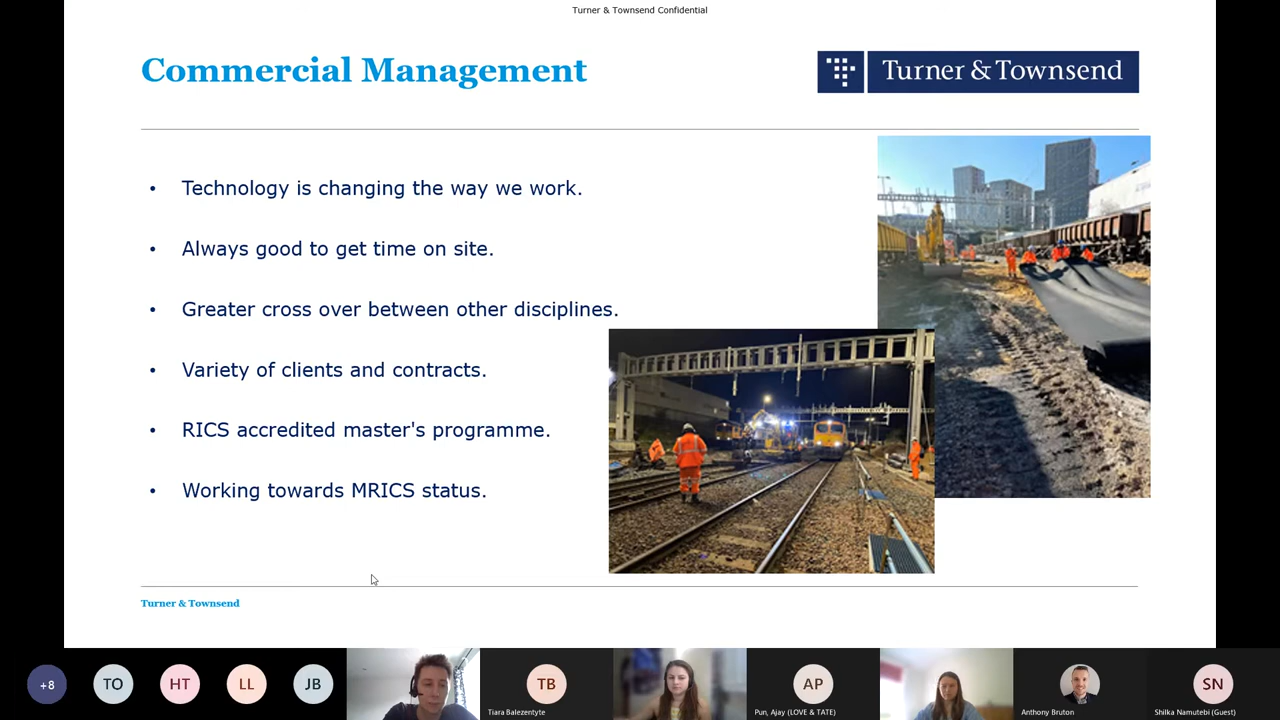 Turner & Townsend Confidential
Commercial Management
Turner & Townsend
• Technology is changing the way we work.
• Always good to get time on site.
• Greater cross over between other disciplines.
• Variety of clients and contracts.
• RICS accredited master's programme.
• Working towards MRICS status.
Turner & Townsend
+8
TO
HT
LL
JB
TB
Tiara Balezentyte
AP
Pun, Ajay (LOVE & TATE)
Anthony Bruton
SN
Shilka Namutebi (Guest)